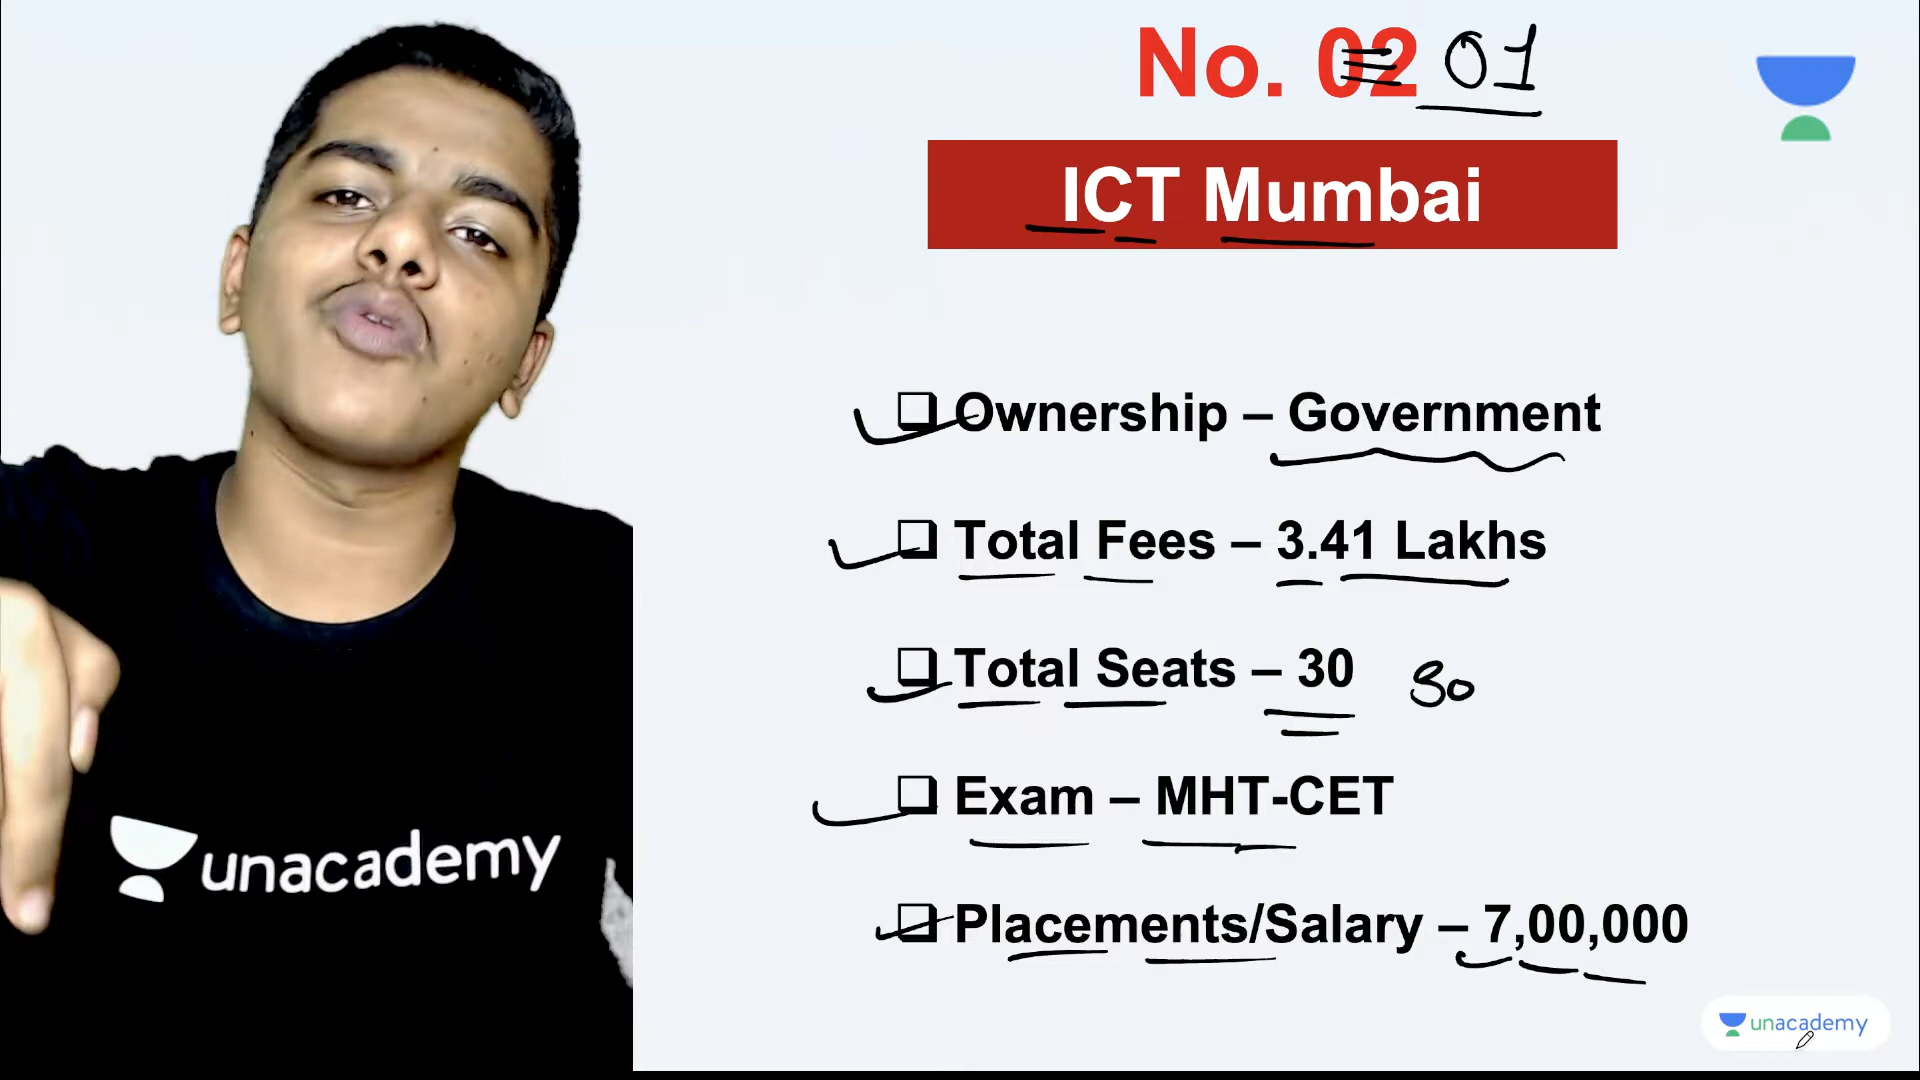 No. 02 01
ICT Mumbai
Ownership – Government
Total Fees – 3.41 Lakhs
Total Seats – 30 30
Exam – MHT-CET
Placements/Salary – 7,00,000
unacademy
unacademy